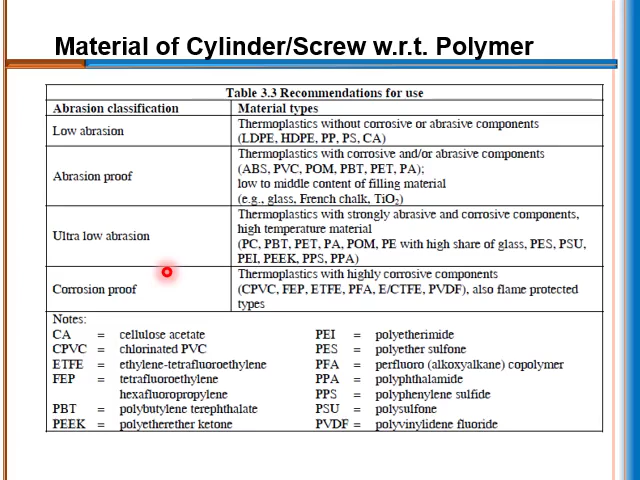 Material of Cylinder/Screw w.r.t. Polymer
Table 3.3 Recommendations for use
Abrasion classification Material types
Low abrasion Thermoplastics without corrosive or abrasive components
(LDPE, HDPE, PP, PS, CA)
Abrasion proof Thermoplastics with corrosive and/or abrasive components
(ABS, PVC, POM, PBT, PET, PA);
low to middle content of filling material
(e.g., glass, French chalk, TiO₂)
Ultra low abrasion Thermoplastics with strongly abrasive and corrosive components,
high temperature material
(PC, PBT, PET, PA, POM, PE with high share of glass, PES, PSU,
PEI, PEEK, PPS, PPA)
Corrosion proof Thermoplastics with highly corrosive components
(CPVC, FEP, ETFE, PFA, E/CTFE, PVDF), also flame protected
types
Notes:
CA = cellulose acetate PEI = polyetherimide
CPVC = chlorinated PVC PES = polyether sulfone
ETFE = ethylene-tetrafluoroethylene PFA = perfluoro (alkoxyalkane) copolymer
FEP = tetrafluoroethylene PPA = polyphthalamide
hexafluoropropylene PPS = polyphenylene sulfide
PBT = polybutylene terephthalate PSU = polysulfone
PEEK = polyetherether ketone PVDF = polyvinylidene fluoride